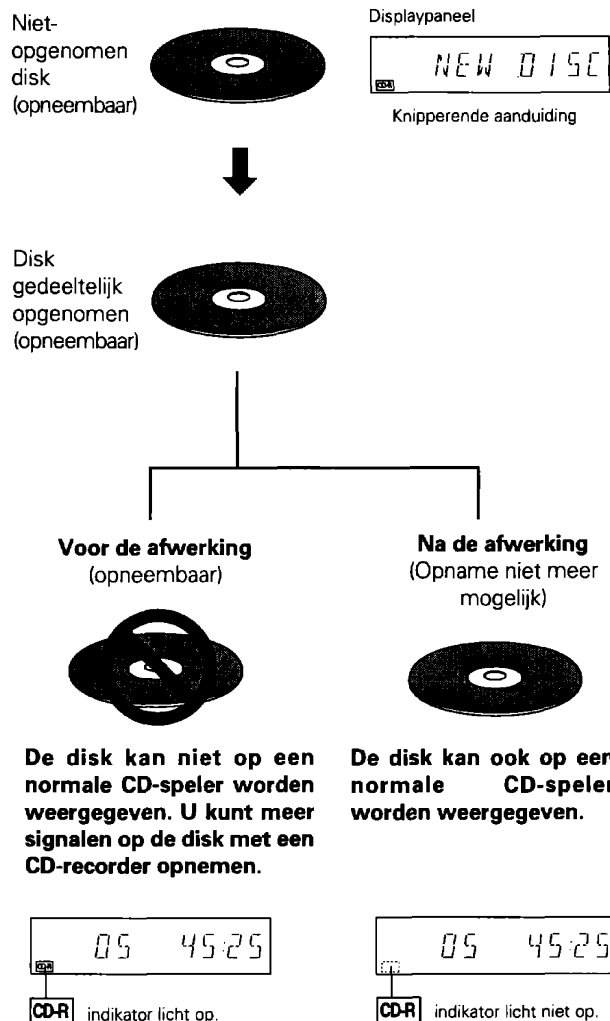 Niet-
opgenomen
disk
(opneembaar)
Displaypaneel
NEW DISC
CD-R
Knipperende aanduiding
Disk
gedeeltelijk
opgenomen
(opneembaar)
Voor de afwerking
(opneembaar)
De disk kan niet op een
normale CD-speler worden
weergegeven. U kunt meer
signalen op de disk met een
CD-recorder opnemen.
05 45:25
CD-R
CD-R indikator licht op.
Na de afwerking
(Opname niet meer
mogelijk)
De disk kan ook op een
normale CD-speler
worden weergegeven.
05 45:25
CD-R indikator licht niet op.